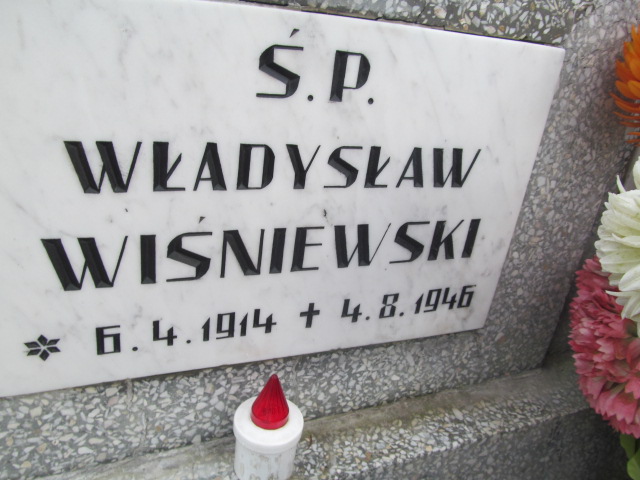 Ś.P.
WŁADYSŁAW
WIŚNIEWSKI
* 6.4.1914 + 4.8.1946